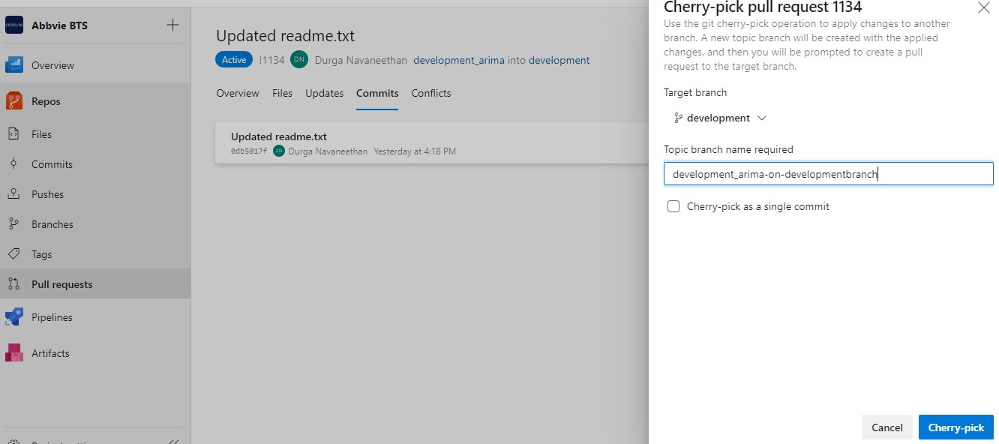 Abbvie BTS
Overview
Repos
Files
Commits
Pushes
Branches
Tags
Pull requests
Pipelines
Artifacts
Updated readme.txt
Active !1134 DN Durga Navaneethan development_arima into development
Overview Files Updates Commits Conflicts
Updated readme.txt
0db5017f DN Durga Navaneethan Yesterday at 4:18 PM
Cherry-pick pull request 1134
Use the git cherry-pick operation to apply changes to another
branch. A new topic branch will be created with the applied
changes, and then you will be prompted to create a pull
request to the target branch.
Target branch
development
Topic branch name required
development_arima-on-developmentbranch
Cherry-pick as a single commit
Cancel Cherry-pick